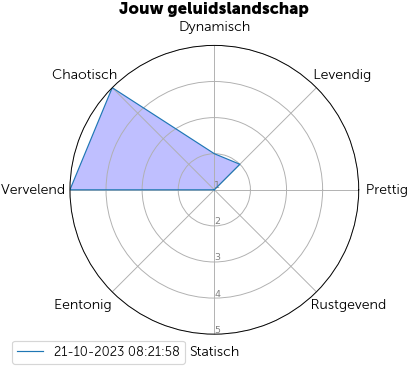 Jouw geluidslandschap
Dynamisch
Chaotisch
Levendig
Vervelend
1
Prettig
2
3
4
Eentonig
Rustgevend
5
21-10-2023 08:21:58
Statisch